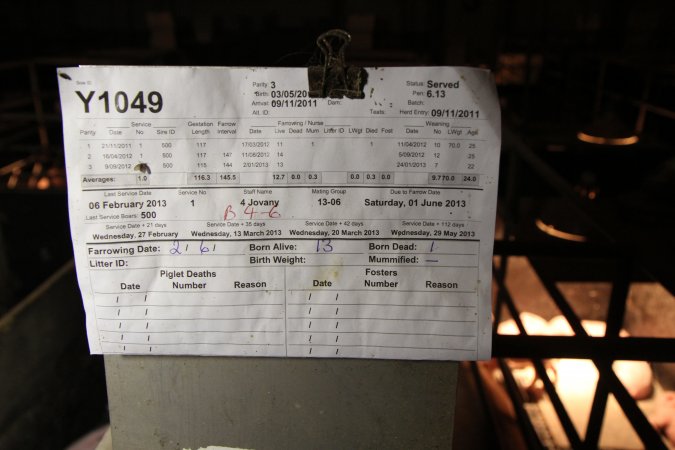 Sow ID
Y1049
Parity: 3
Birth: 03/05/20
Arrival: 09/11/2011 Dam:
Alt. ID: Teats:
Status: Served
Pen: 6.13
Batch:
Herd Entry: 09/11/2011
Service Gestation Farrow Farrowing / Nurse Weaning
Parity Date No Sire ID Length Interval Date Live Dead Mum Litter ID LWgt Died Fost Date No LWgt Age
1 21/11/2011 1 500 117 17/03/2012 11 1 1 11/04/2012 10 70.0 25
2 16/04/2012 1 500 117 147 11/08/2012 14 5/09/2012 12 25
3 9/09/2012 500 115 144 2/01/2013 13 24/01/2013 7 22
Averages: 1.0 116.3 145.5 12.7 0.0 0.3 0.3 0.0 9.7 70.0 24.0
Last Service Date Service No Staff Name Mating Group Due to Farrow Date
06 February 2013 1 4 Jovany 13-06 Saturday, 01 June 2013
Last Service Boars: 500 B 4-6
Service Date + 21 days Service Date + 35 days Service Date + 42 days Service Date + 112 days
Wednesday, 27 February Wednesday, 13 March 2013 Wednesday, 20 March 2013 Wednesday, 29 May 2013
Farrowing Date: 2, 6, Born Alive: 13 Born Dead: 1
Litter ID: Birth Weight: Mummified: —
Piglet Deaths Fosters
Date Number Reason Date Number Reason
/ / / /
/ / / /
/ / / /
/ / / /
/ /